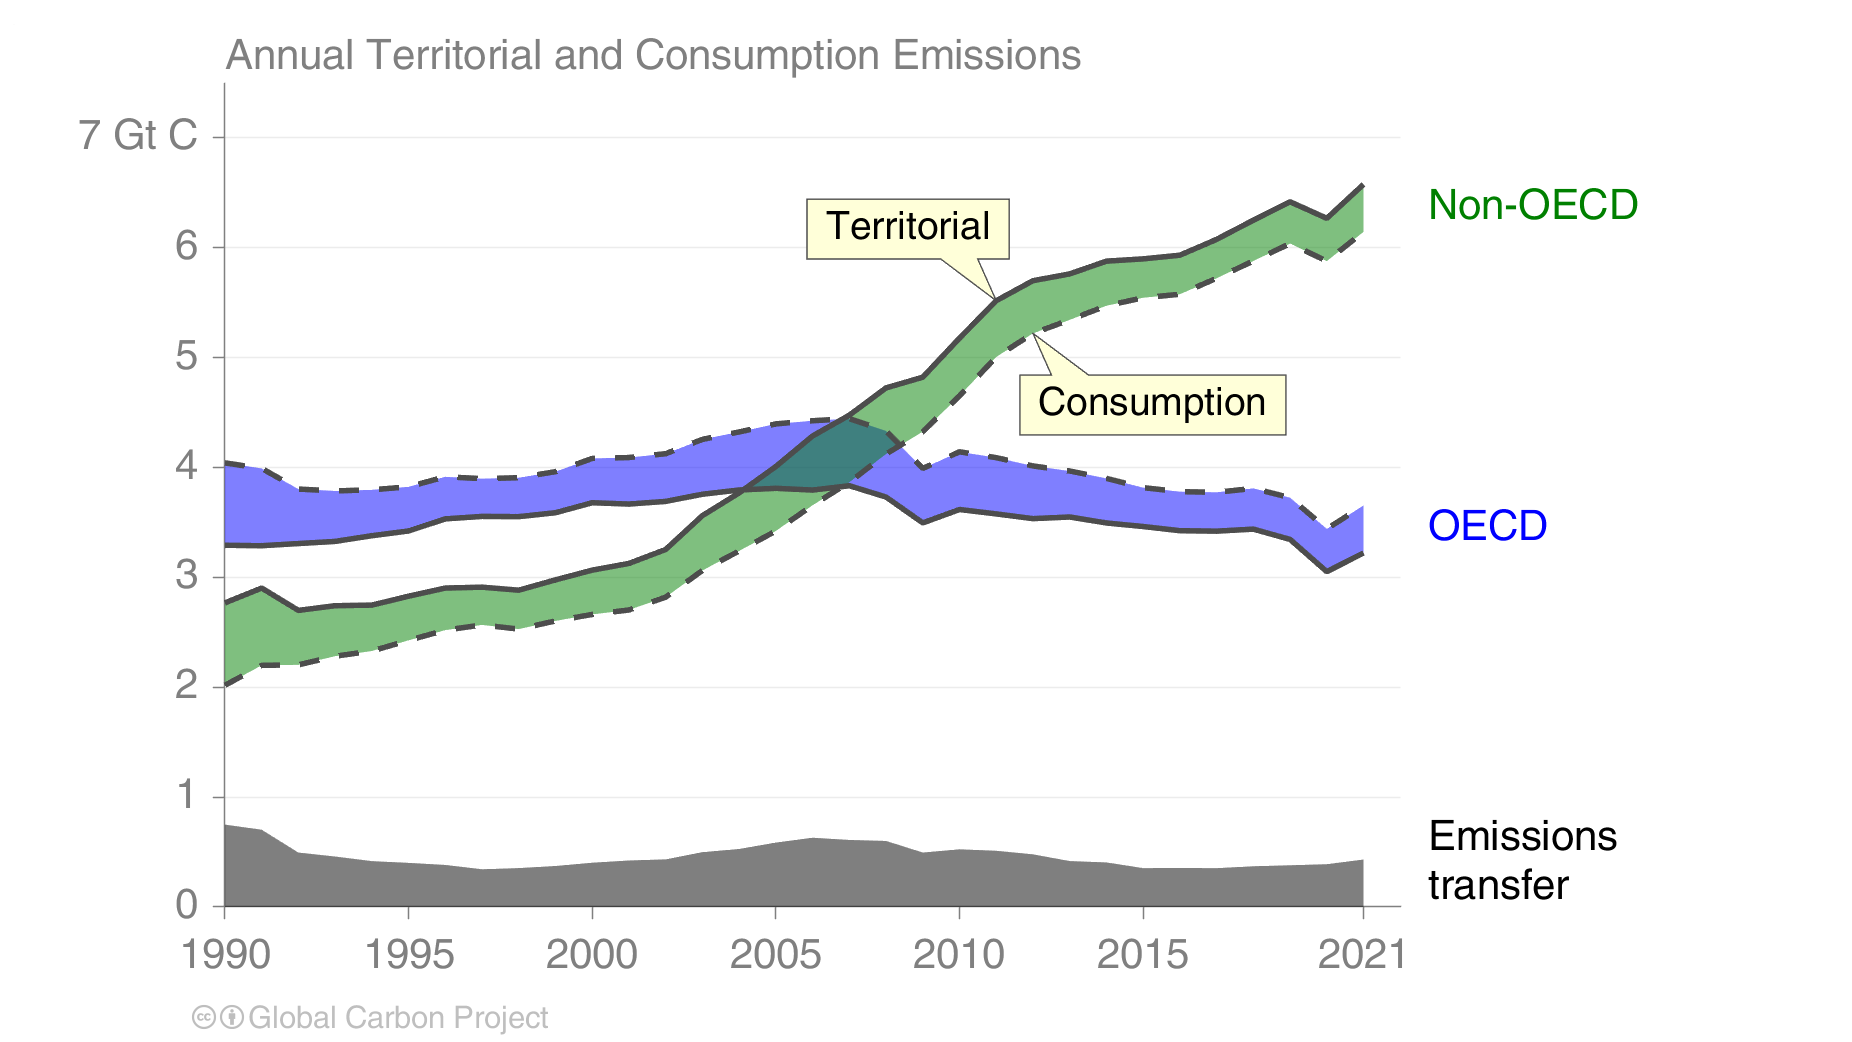 Annual Territorial and Consumption Emissions
7 Gt C
6
5
4
3
2
1
0
1990
1995
2000
2005
2010
2015
2021
Territorial
Consumption
Non-OECD
OECD
Emissions
transfer
cc Global Carbon Project